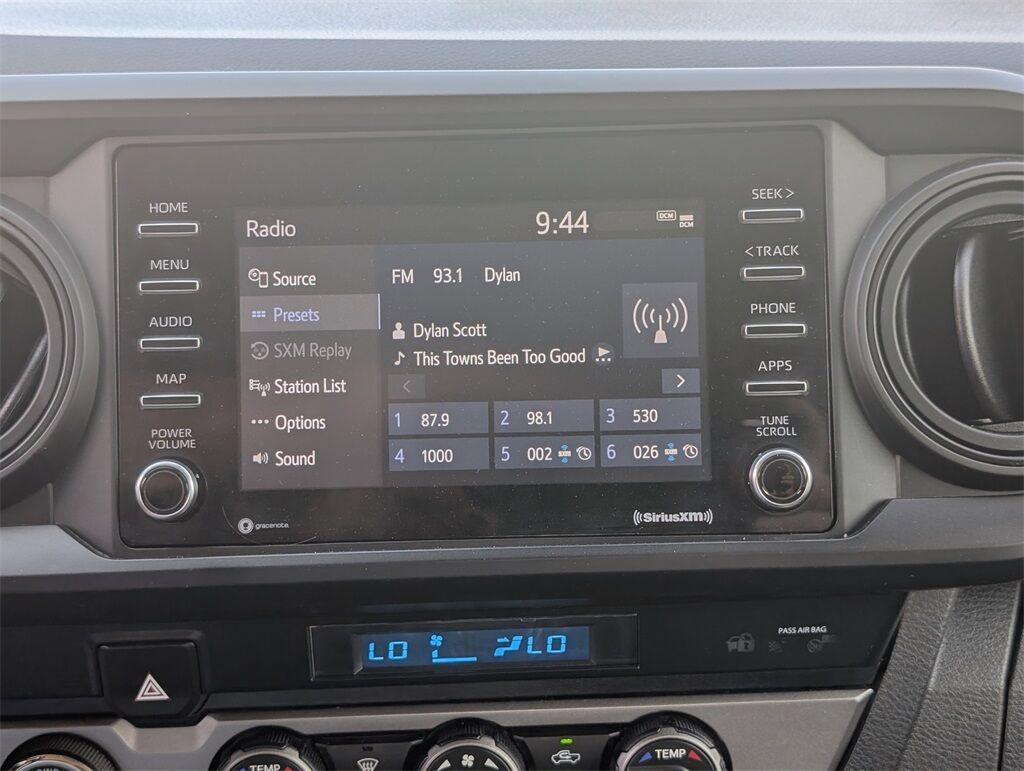 HOME
MENU
AUDIO
MAP
POWER
VOLUME
Radio 9:44 DCM DCM
Source
Presets
SXM Replay
Station List
Options
Sound
FM 93.1 Dylan
Dylan Scott
This Towns Been Too Good
< >
1 87.9 2 98.1 3 530
4 1000 5 002 SXM 6 026 SXM
SEEK >
< TRACK
PHONE
APPS
TUNE
SCROLL
gracenote.
((SiriusXM))
LO LO
PASS AIR BAG
TEMP
TEMP